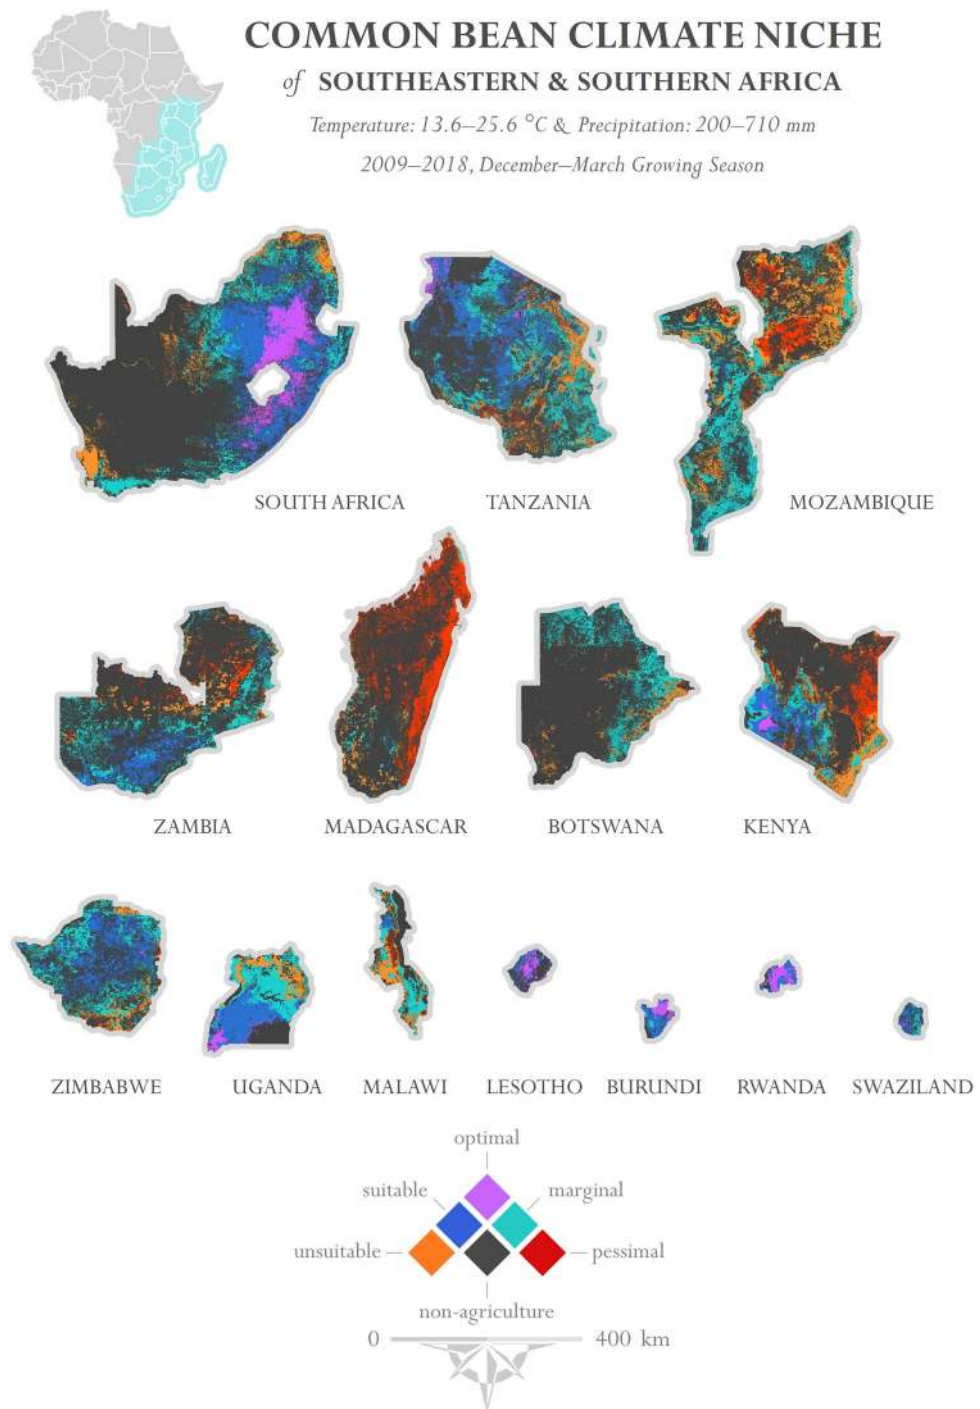 COMMON BEAN CLIMATE NICHE
of SOUTHEASTERN & SOUTHERN AFRICA
Temperature: 13.6–25.6 °C & Precipitation: 200–710 mm
2009–2018, December–March Growing Season
SOUTH AFRICA
TANZANIA
MOZAMBIQUE
ZAMBIA
MADAGASCAR
BOTSWANA
KENYA
ZIMBABWE
UGANDA
MALAWI
LESOTHO
BURUNDI
RWANDA
SWAZILAND
optimal
suitable
marginal
unsuitable
pessimal
non-agriculture
0
400 km